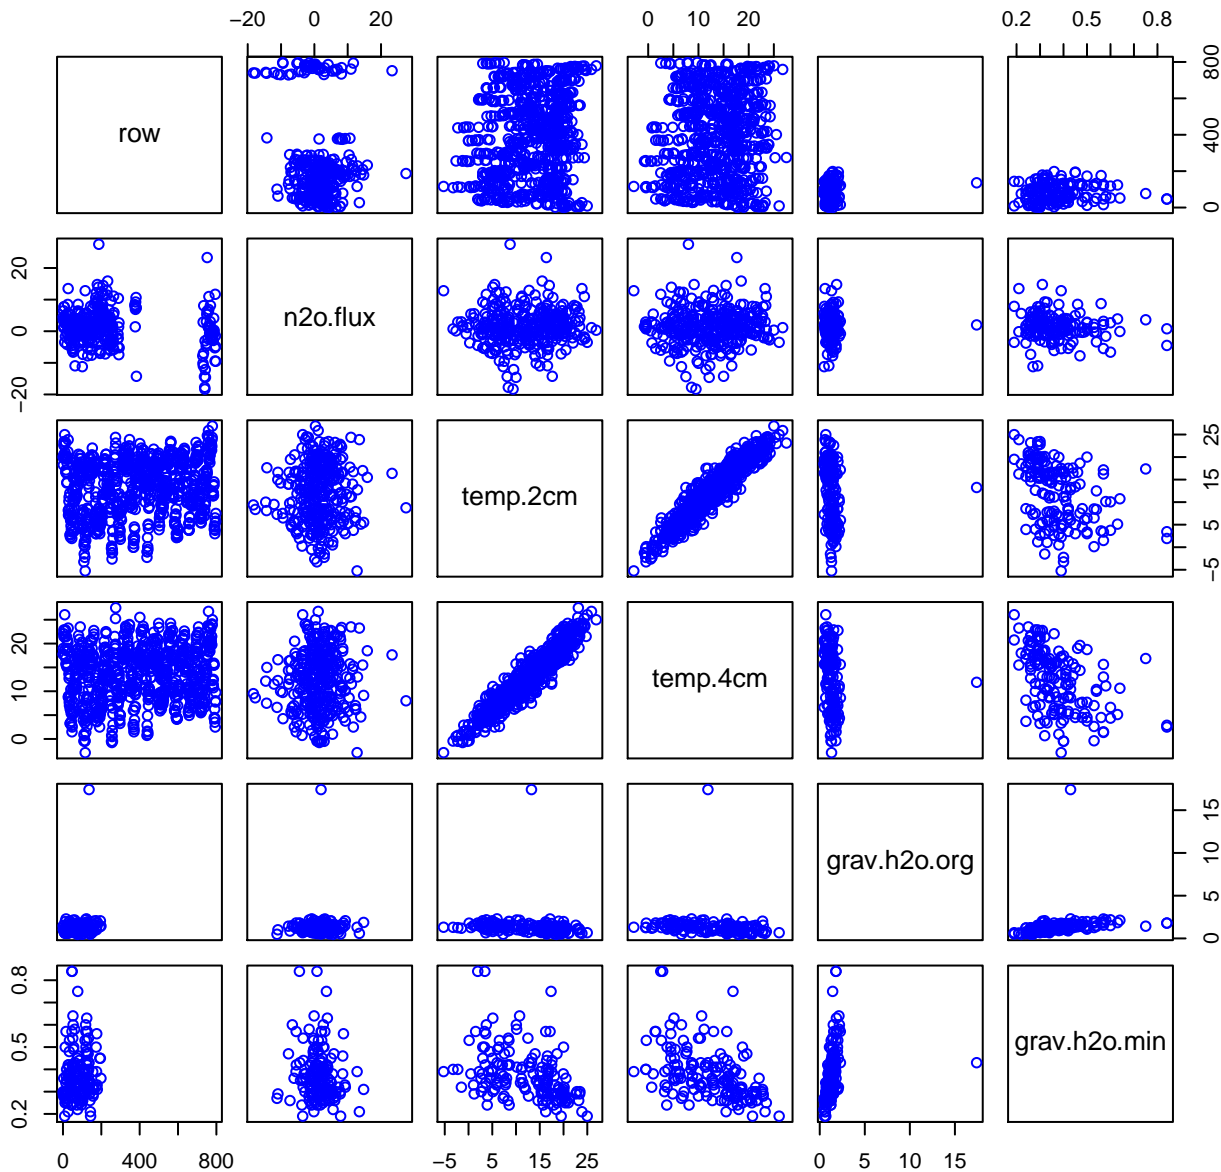 −20 0 20 0 10 20 0.2 0.5 0.8
row 0 400 800
−20 0 20 n2o.flux
temp.2cm −5 5 15 25
0 10 20 temp.4cm
grav.h2o.org 0 5 10 15
0.2 0.5 0.8 grav.h2o.min
0 400 800 −5 5 15 25 0 5 10 15